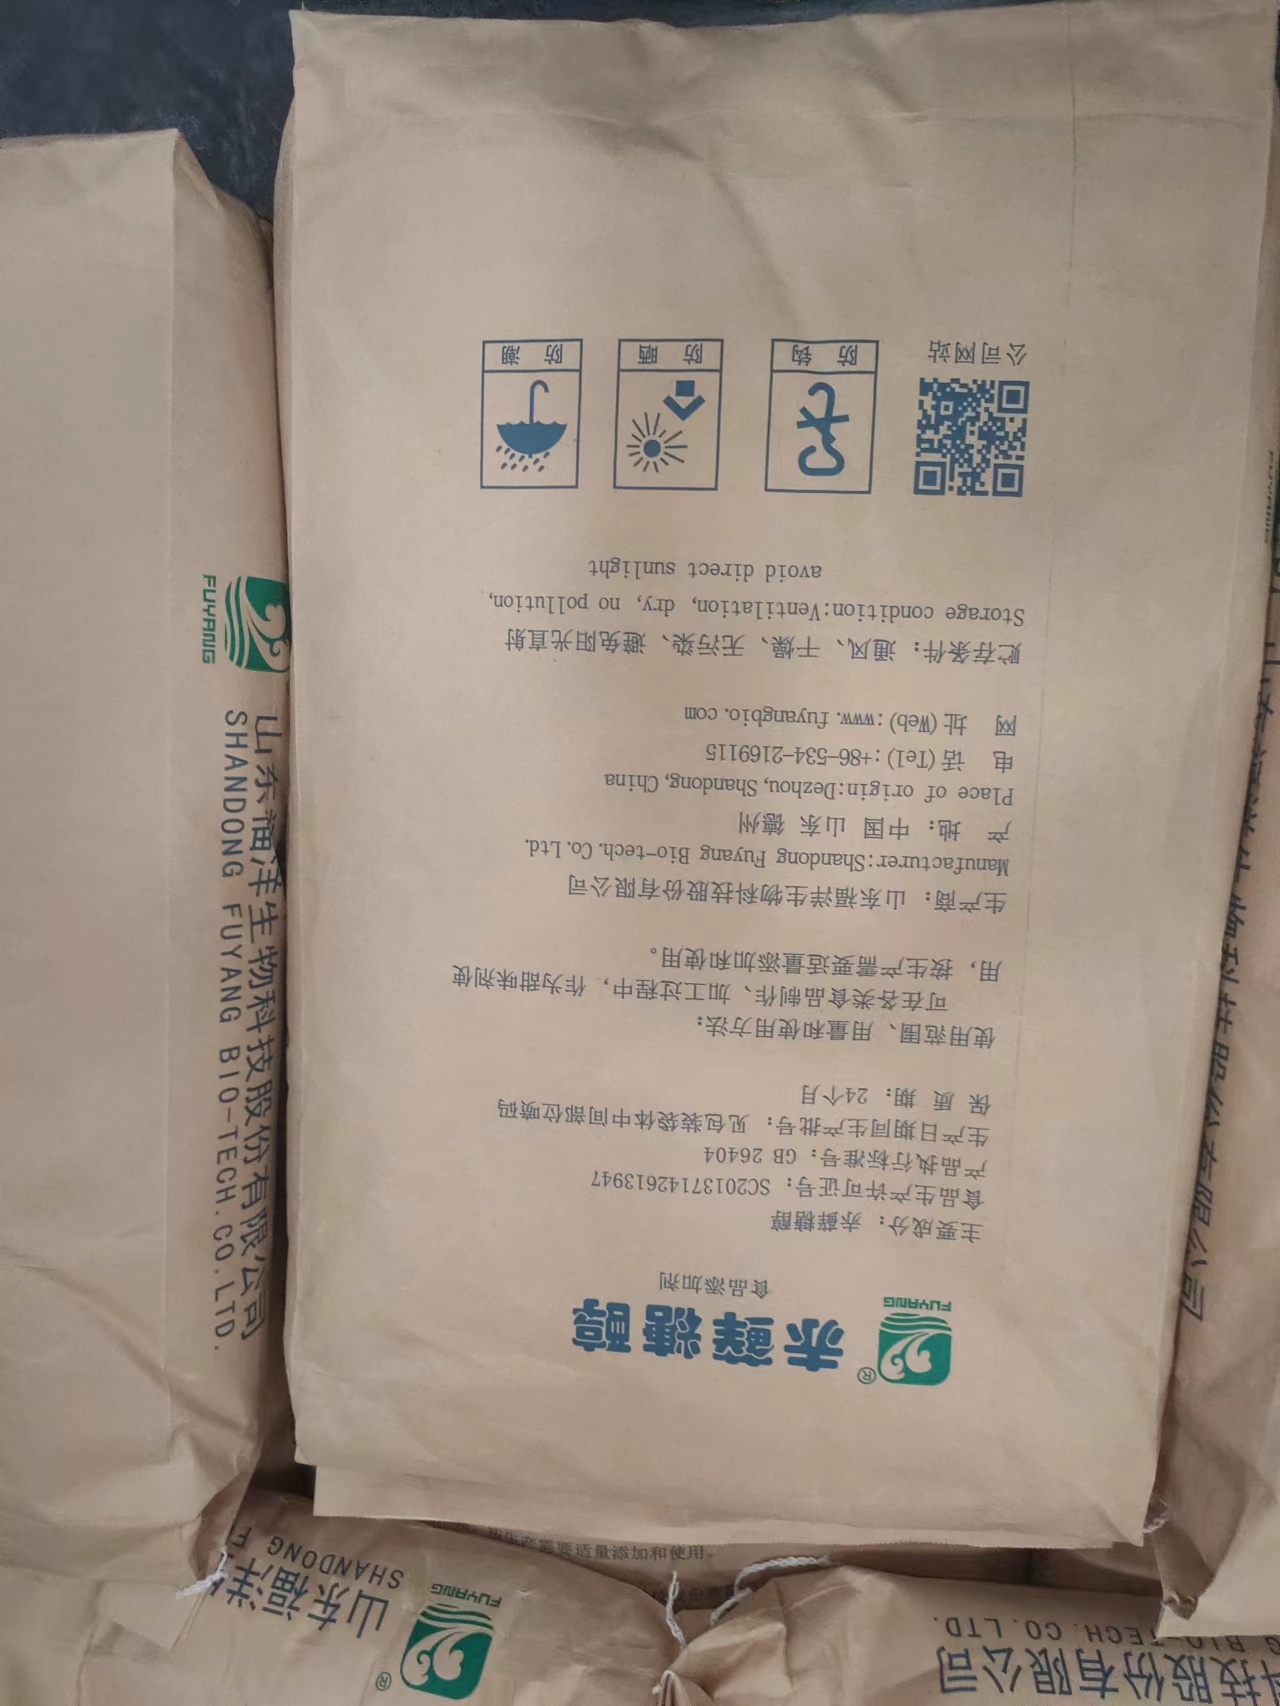 FUYANG
®
赤藓糖醇
食品添加剂
主要成分：赤藓糖醇
食品生产许可证号：SC20137142613947
产品执行标准号：GB 26404
生产日期同生产批号：见包装袋体中间部位喷码
保 质 期：24个月
使用范围、用量和使用方法：
可在各类食品制作、加工过程中，作为甜味剂使
用，按生产需要适量添加和使用。
生产商：山东福洋生物科技股份有限公司
Manufacturer:Shandong Fuyang Bio-tech.Co.Ltd.
产 地：中国 山东 德州
Place of origin:Dezhou,Shandong,China
电 话(Tel):+86-534-2169115
网 址(Web):www.fuyangbio.com
贮存条件：通风、干燥、无污染、避免阳光直射
Storage condition:Ventilation, dry, no pollution,
avoid direct sunlight
公司网站
防 钩
防 晒
防 潮
FUYANG
山东福洋生物科技股份有限公司
SHANDONG FUYANG BIO-TECH.CO.LTD.
需要适量添加和使用。
®
FUYANG
山东福洋
SHANDONG F
科技股份有限公司
G BIO-TECH.CO.LTD.